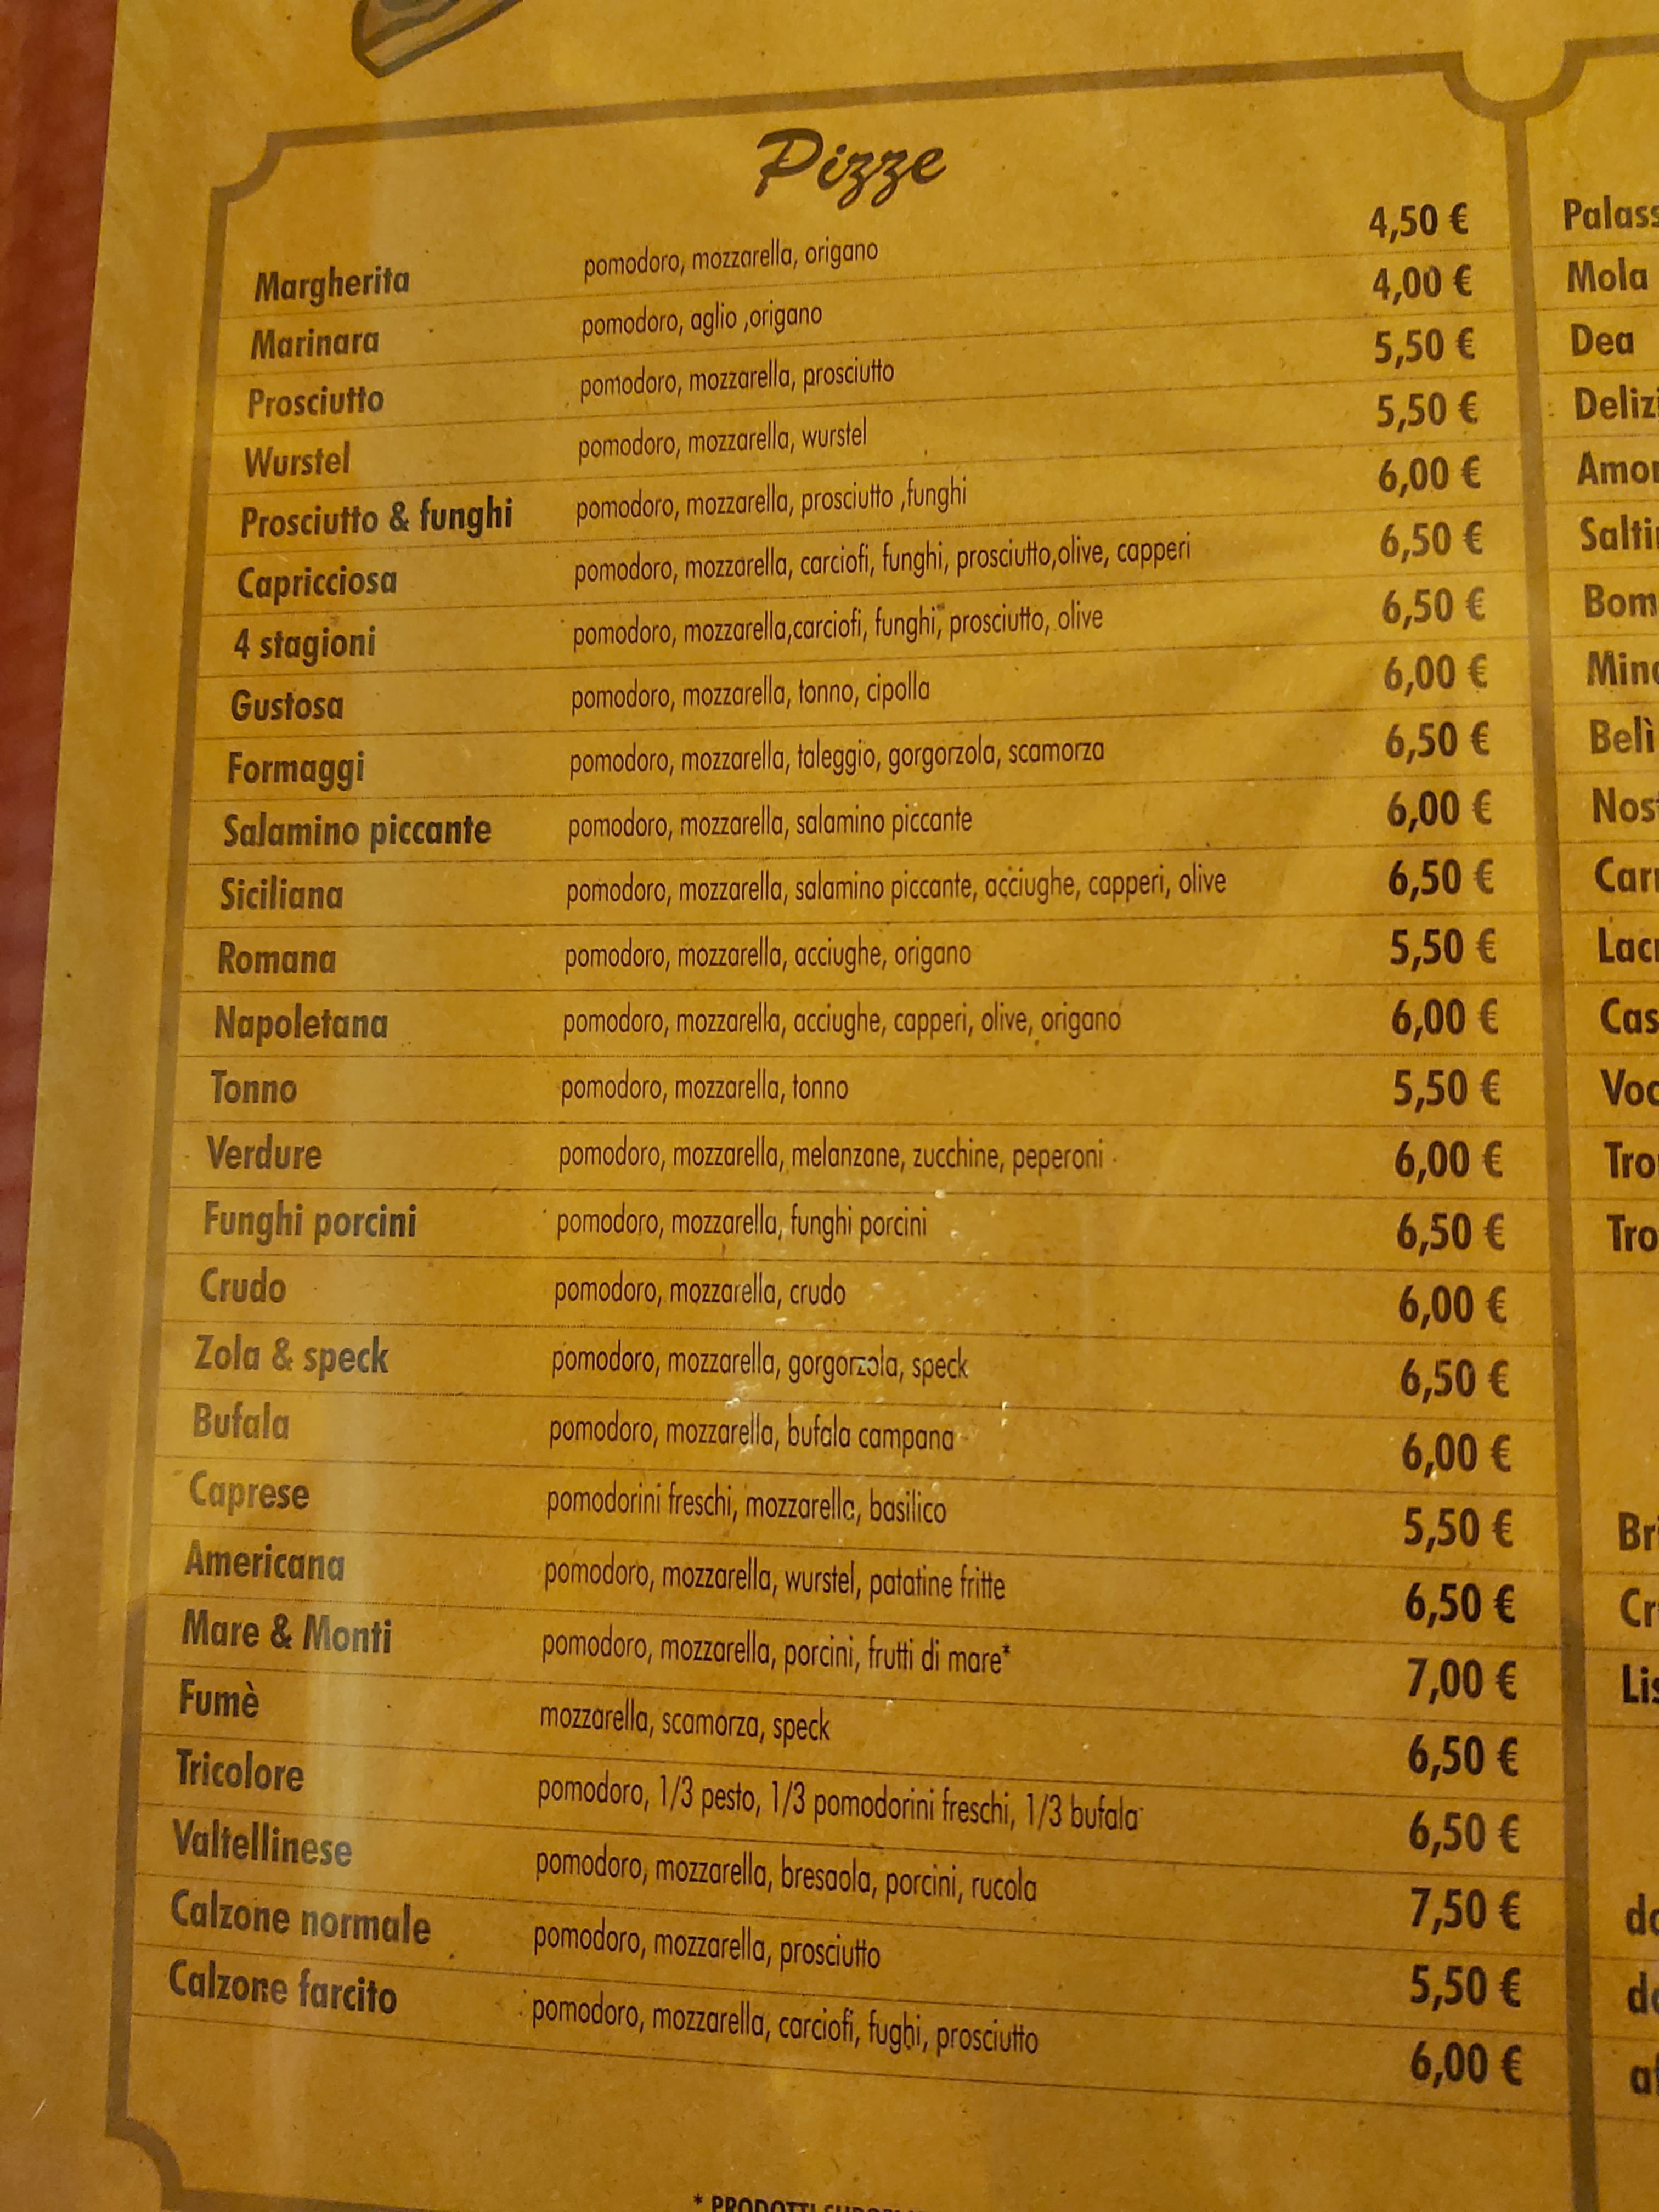 Pizze
Margherita pomodoro, mozzarella, origano 4,50 €
Marinara pomodoro, aglio ,origano 4,00 €
Prosciutto pomodoro, mozzarella, prosciutto 5,50 €
Wurstel pomodoro, mozzarella, wurstel 5,50 €
Prosciutto & funghi pomodoro, mozzarella, prosciutto ,funghi 6,00 €
Capricciosa pomodoro, mozzarella, carciofi, funghi, prosciutto,olive, capperi 6,50 €
4 stagioni pomodoro, mozzarella,carciofi, funghi, prosciutto, olive 6,50 €
Gustosa pomodoro, mozzarella, tonno, cipolla 6,00 €
Formaggi pomodoro, mozzarella, taleggio, gorgorzola, scamorza 6,50 €
Salamino piccante pomodoro, mozzarella, salamino piccante 6,00 €
Siciliana pomodoro, mozzarella, salamino piccante, acciughe, capperi, olive 6,50 €
Romana pomodoro, mozzarella, acciughe, origano 5,50 €
Napoletana pomodoro, mozzarella, acciughe, capperi, olive, origano 6,00 €
Tonno pomodoro, mozzarella, tonno 5,50 €
Verdure pomodoro, mozzarella, melanzane, zucchine, peperoni 6,00 €
Funghi porcini pomodoro, mozzarella, funghi porcini 6,50 €
Crudo pomodoro, mozzarella, crudo 6,00 €
Zola & speck pomodoro, mozzarella, gorgorzola, speck 6,50 €
Bufala pomodoro, mozzarella, bufala campana 6,00 €
Caprese pomodorini freschi, mozzarella, basilico 5,50 €
Americana pomodoro, mozzarella, wurstel, patatine fritte 6,50 €
Mare & Monti pomodoro, mozzarella, porcini, frutti di mare* 7,00 €
Fumè mozzarella, scamorza, speck 6,50 €
Tricolore pomodoro, 1/3 pesto, 1/3 pomodorini freschi, 1/3 bufala 6,50 €
Valtellinese pomodoro, mozzarella, bresaola, porcini, rucola 7,50 €
Calzone normale pomodoro, mozzarella, prosciutto 5,50 €
Calzone farcito pomodoro, mozzarella, carciofi, fughi, prosciutto 6,00 €
* PRODOTTI
Mola
Dea
Belì